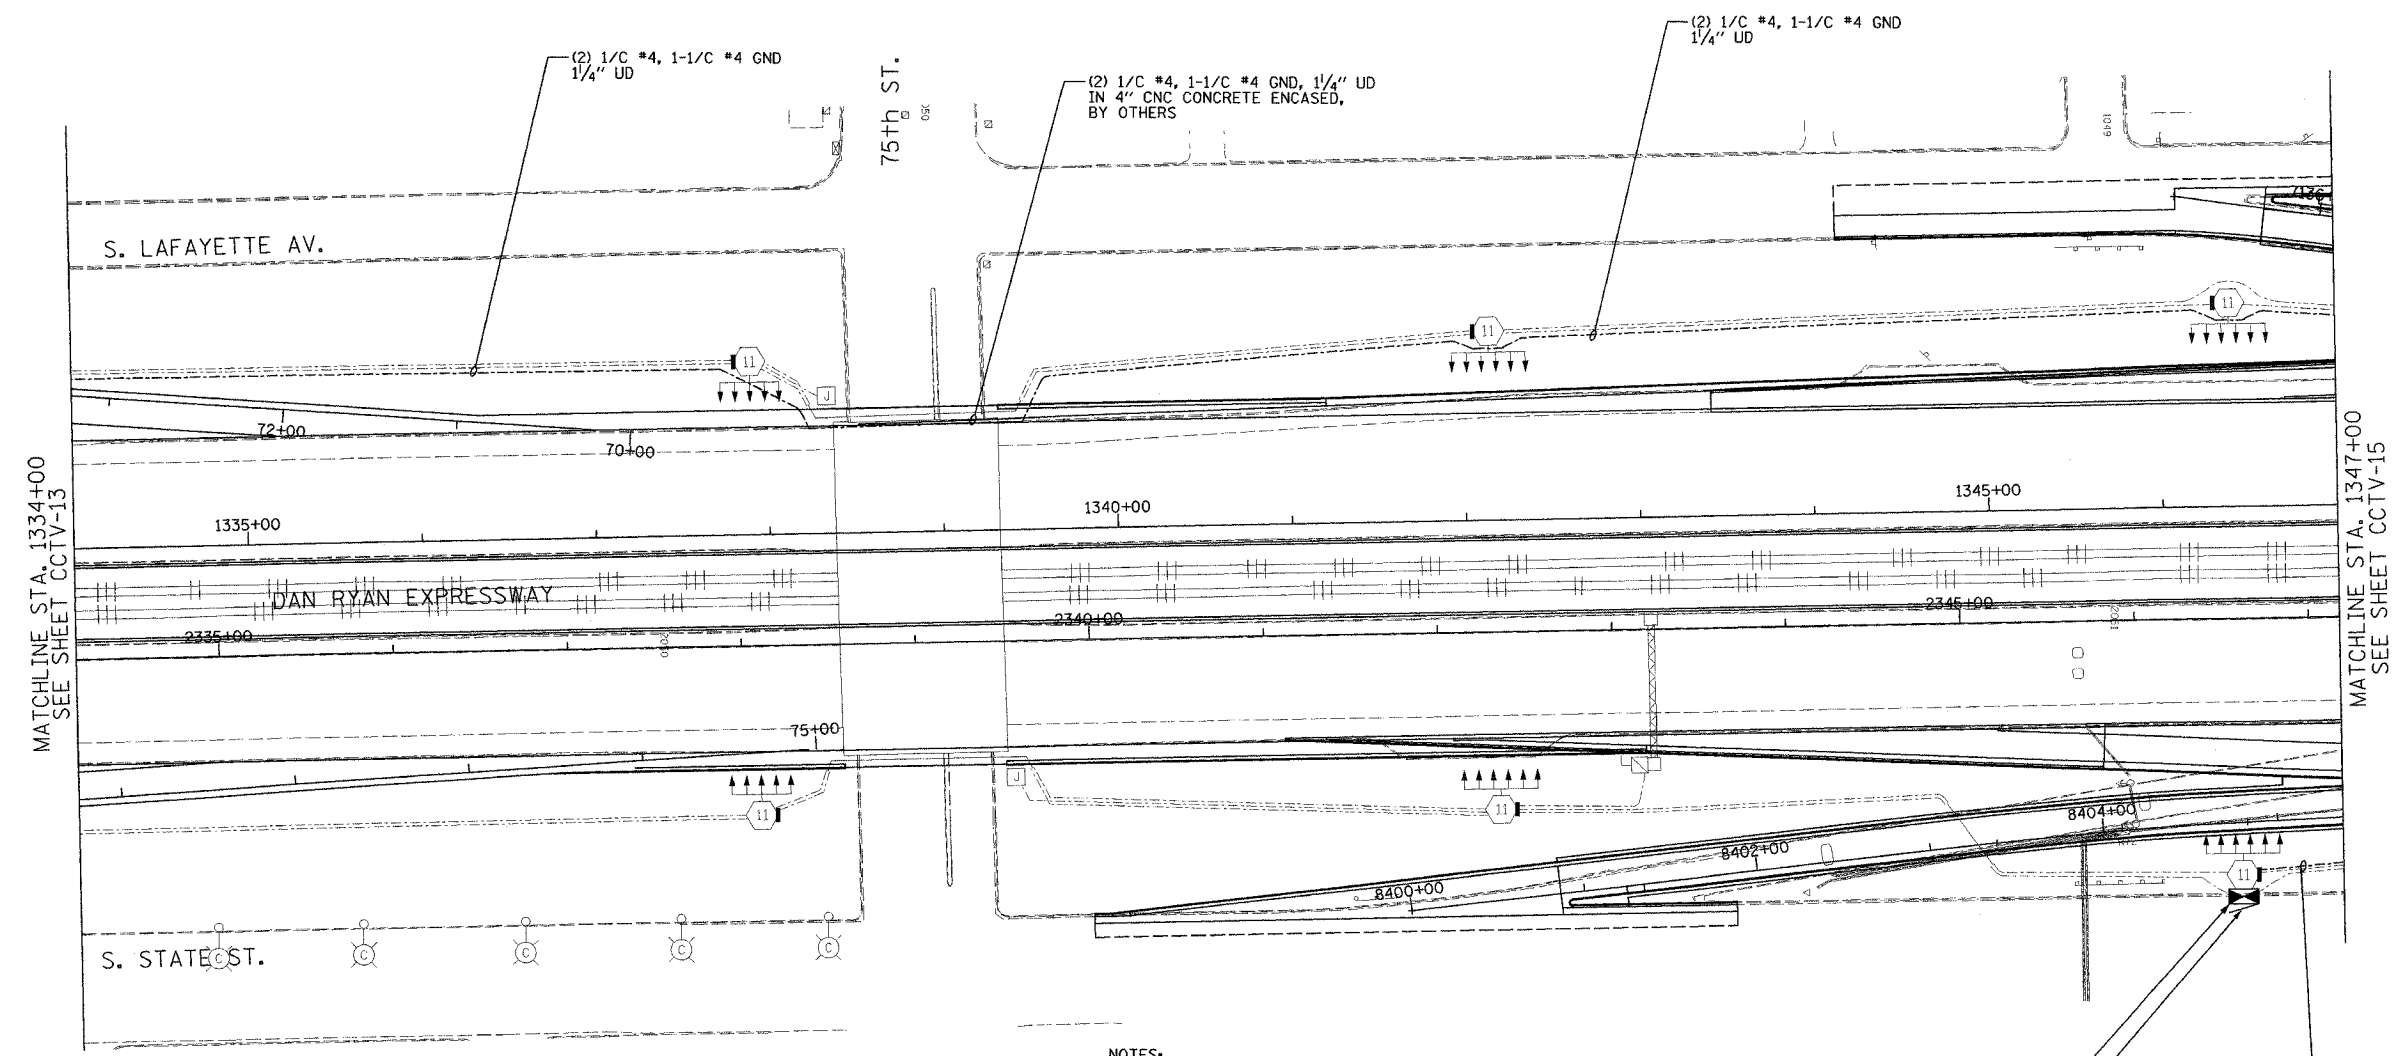 (2) 1/C #4, 1-1/C #4 GND
1¼" UD
(2) 1/C #4, 1-1/C #4 GND
1¼" UD
(2) 1/C #4, 1-1/C #4 GND, 1¼" UD
IN 4" CNC CONCRETE ENCASED,
BY OTHERS
75th ST.
050
1049
7136
S. LAFAYETTE AV.
11
11
11
J
72+00
70+00
MATCHLINE STA. 1334+00
SEE SHEET CCTV-13
MATCHLINE STA. 1347+00
SEE SHEET CCTV-15
1335+00
1340+00
1345+00
DAN RYAN EXPRESSWAY
2335+00
2340+00
2345+00
75+00
J
11
11
8404+00
8402+00
8400+00
11
S. STATE ST.
C
C
C
C
C
NOTES: